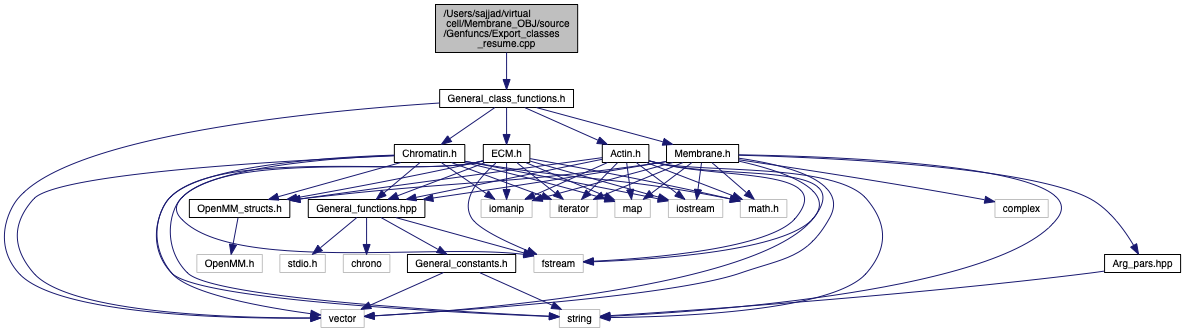 /Users/sajjad/virtual
cell/Membrane_OBJ/source
/Genfuncs/Export_classes
_resume.cpp
General_class_functions.h
Chromatin.h
ECM.h
Actin.h
Membrane.h
OpenMM_structs.h
General_functions.hpp
iomanip
iterator
map
iostream
math.h
complex
OpenMM.h
stdio.h
chrono
General_constants.h
fstream
Arg_pars.hpp
vector
string